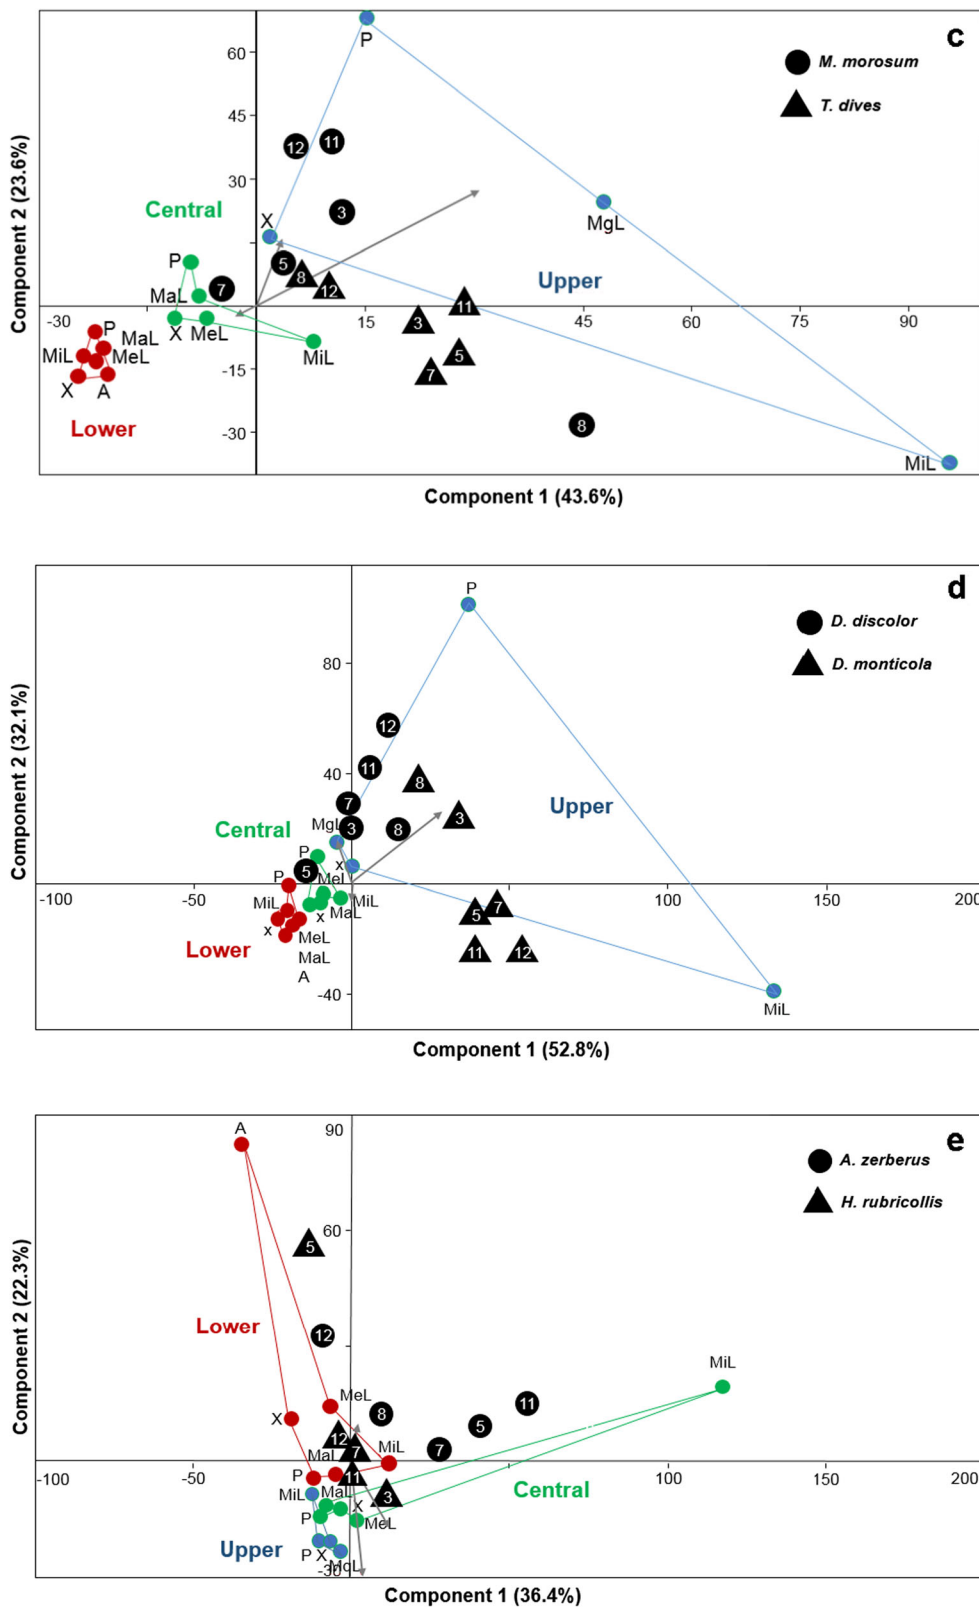 c
M. morosum
T. dives
P
60
45
12
11
30
3
Central
X
MgL
5
P
8
Upper
7
12
MaL
11
-30
15
45
60
75
90
3
P
MaL
X
MeL
MiL
MeL
MiL
5
-15
7
X
A
Lower
8
-30
MiL
Component 2 (23.6%)
Component 1 (43.6%)
d
P
D. discolor
D. monticola
80
12
40
11
8
7
3
Upper
MgL
3
8
Central
P
x
5
MeL
P
-100
-50
MiL
MaL
MiL
7
100
150
200
x
5
x
MeL
Lower
MaL
11
12
A
-40
MiL
Component 2 (32.1%)
Component 1 (52.8%)
e
A
90
A. zerberus
H. rubricollis
60
5
Lower
12
MiL
MeL
11
X
8
5
12
7
7
MiL
MaL
-100
-50
P
11
100
150
200
MiL
MaL
3
Central
X
P
MeL
Upper
P
X
MgL
-30
Component 2 (22.3%)
Component 1 (36.4%)